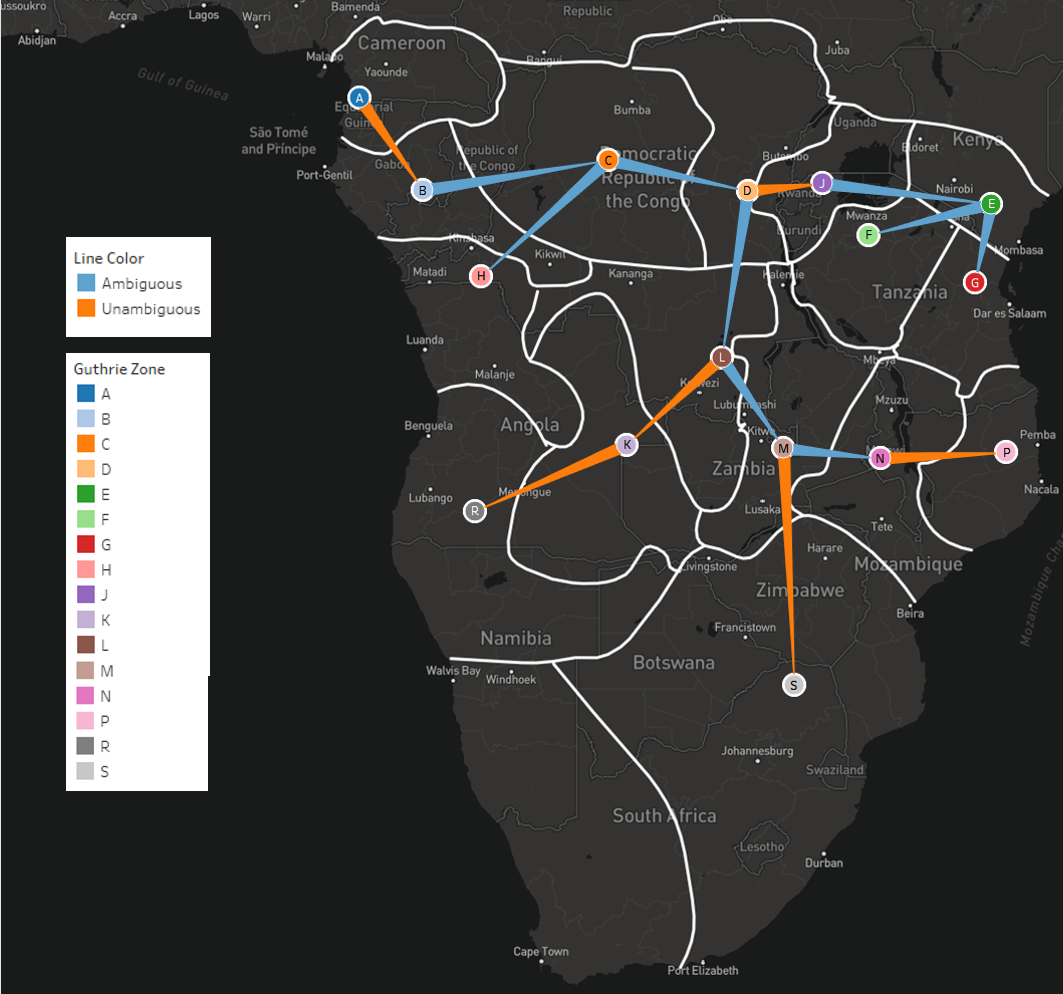 ussoukro
Abidjan
Accra
Lagos
Warri
Bamenda
Republic
Obo
Juba
Cameroon
Malabo
Yaounde
Bangui
Gulf of Guinea
A
Equatorial
Guinea
Bumba
Uganda
Kenya
Eldoret
São Tomé
and Príncipe
Port-Gentil
Gabon
Republic of
the Congo
C
Democratic
Republic of
the Congo
Butembo
B
D
J
Rwanda
Nairobi
E
Mwanza
F
Burundi
Mombasa
Kinshasa
Kikwit
Matadi
H
Kananga
Kalemie
G
Tanzania
Dar es Salaam
Line Color
Ambiguous
Unambiguous
Luanda
Malanje
L
Mbeya
Kolwezi
Lubumbashi
Mzuzu
Guthrie Zone
A
B
C
D
E
F
G
H
J
K
L
M
N
P
R
S
Benguela
Angola
K
Kitwe
M
N
P
Pemba
Zambia
Lubango
Menongue
R
Lusaka
Nacala
Tete
Livingstone
Harare
Mozambique
Zimbabwe
Beira
Mozambique Cha
Namibia
Francistown
Botswana
Walvis Bay
Windhoek
S
Johannesburg
Swaziland
South Africa
Lesotho
Durban
Cape Town
Port Elizabeth